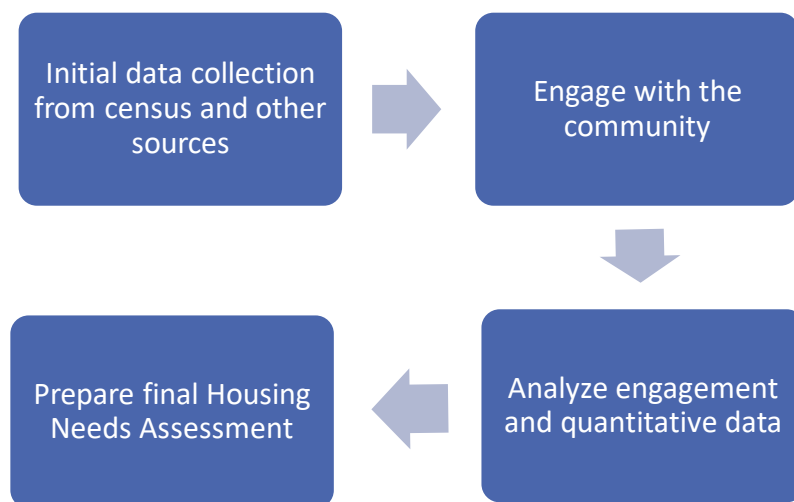 Initial data collection
from census and other
sources
Engage with the
community
Analyze engagement
and quantitative data
Prepare final Housing
Needs Assessment